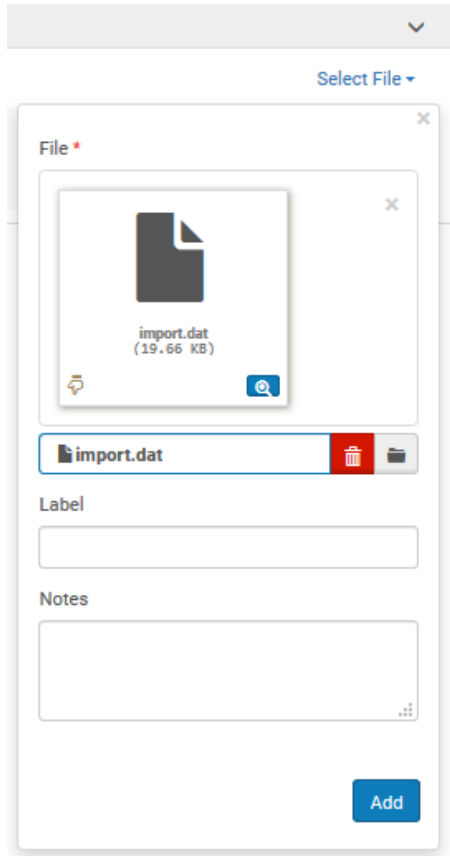 Select File
File *
import.dat
(19.66 KB)
import.dat
Label
Notes
Add